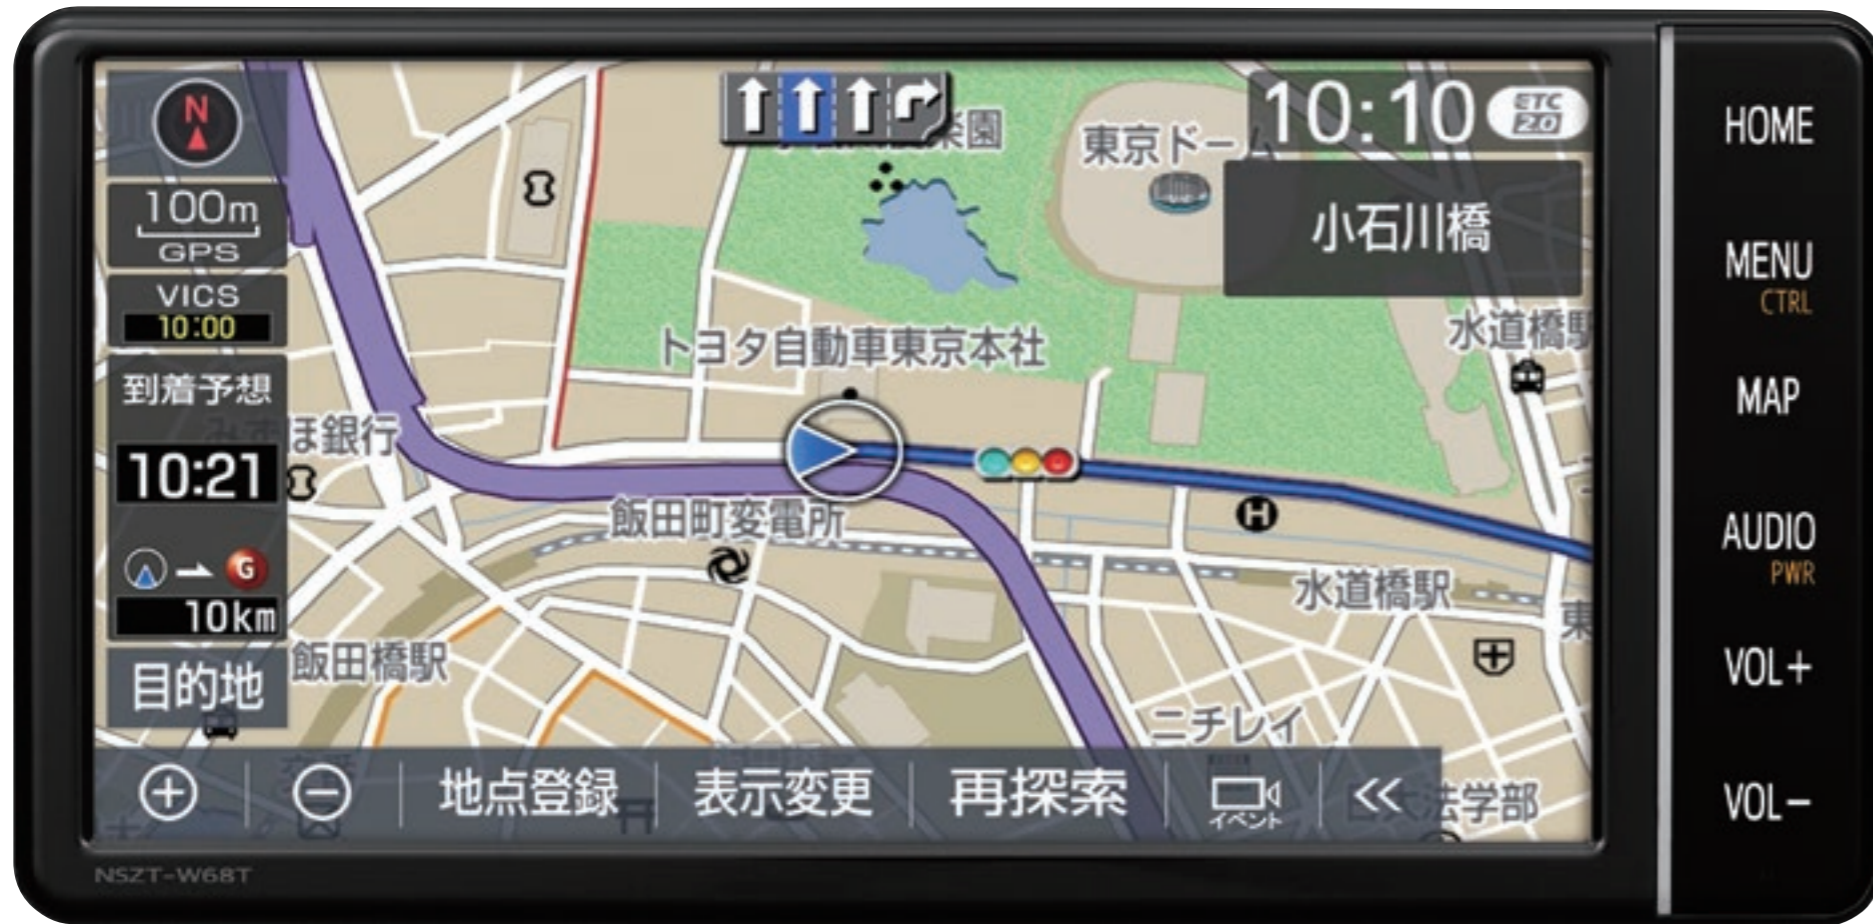 N
100m
GPS
VICS
10:00
到着予想
10:21
G
10km
目的地
10:10
ETC
2.0
小石川橋
東京ドーム
園
トヨタ自動車東京本社
水道橋駅
みずほ銀行
飯田町変電所
H
水道橋駅
東
飯田橋駅
ニチレイ
法学部
地点登録
表示変更
再探索
イベント
<<
NSZT-W68T
HOME
MENU
CTRL
MAP
AUDIO
PWR
VOL+
VOL−